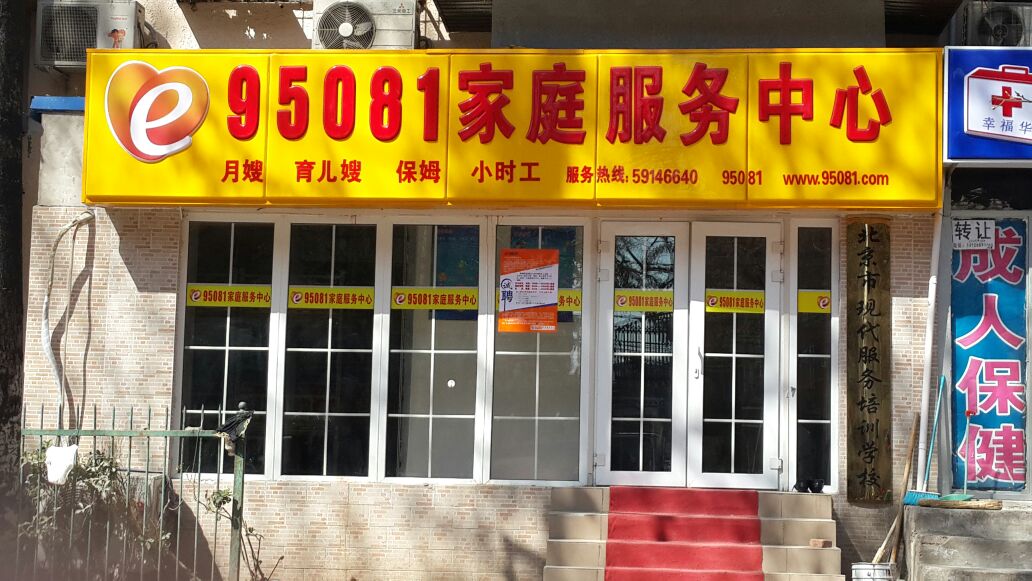 e 95081家庭服务中心
月嫂 育儿嫂 保姆 小时工 服务热线:59146640 95081 www.95081.com
幸福华
e 95081家庭服务中心
e 95081家庭服务中心
e 95081家庭服务中心
务中心
e 95081家庭服务中心
e 95081家庭服务中心
e
诚聘
北京市现代服务培训学校
转让
成人保健